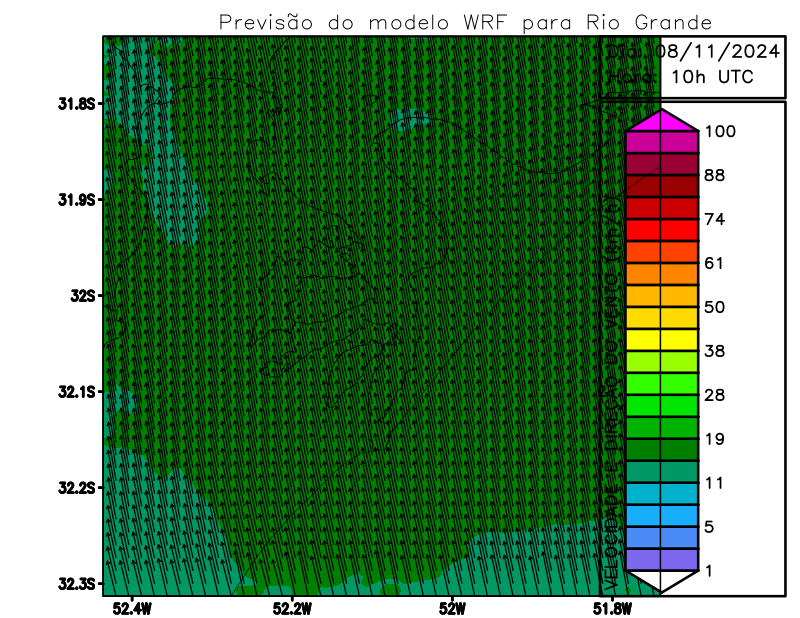 Previsão do modelo WRF para Rio Grande
Dia: 08/11/2024
Hora: 10h UTC
31.8S
31.9S
32S
32.1S
32.2S
32.3S
52.4W
52.2W
52W
51.8W
VELOCIDADE E DIREÇÃO DO VENTO (km/h)
100
88
74
61
50
38
28
19
11
5
1